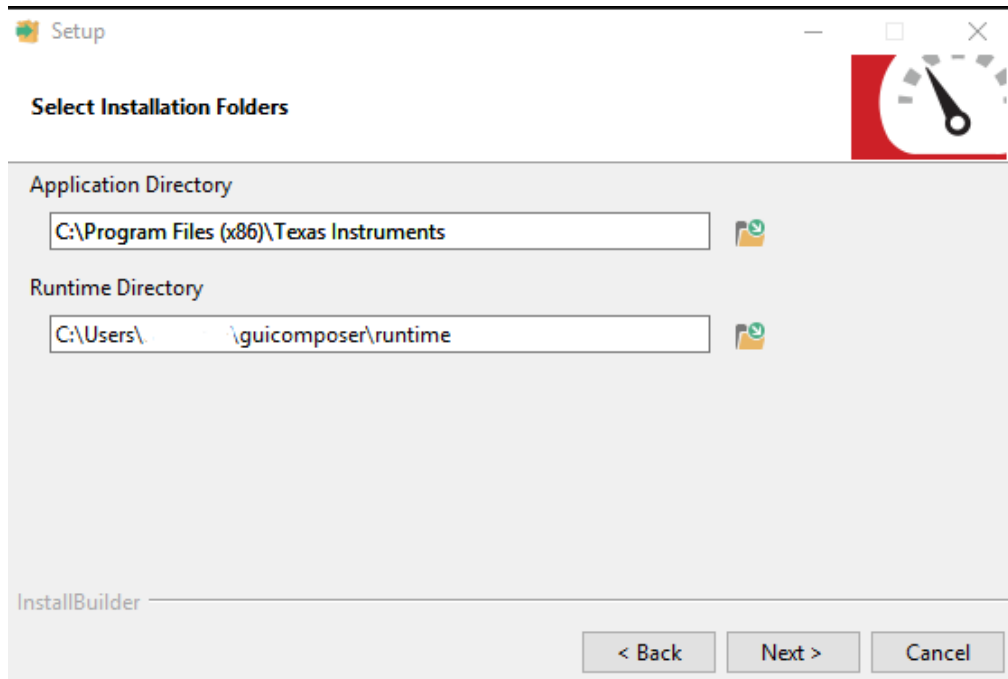 Setup
Select Installation Folders
Application Directory
C:\Program Files (x86)\Texas Instruments
Runtime Directory
C:\Users\ \guicomposer\runtime
InstallBuilder
< Back Next > Cancel